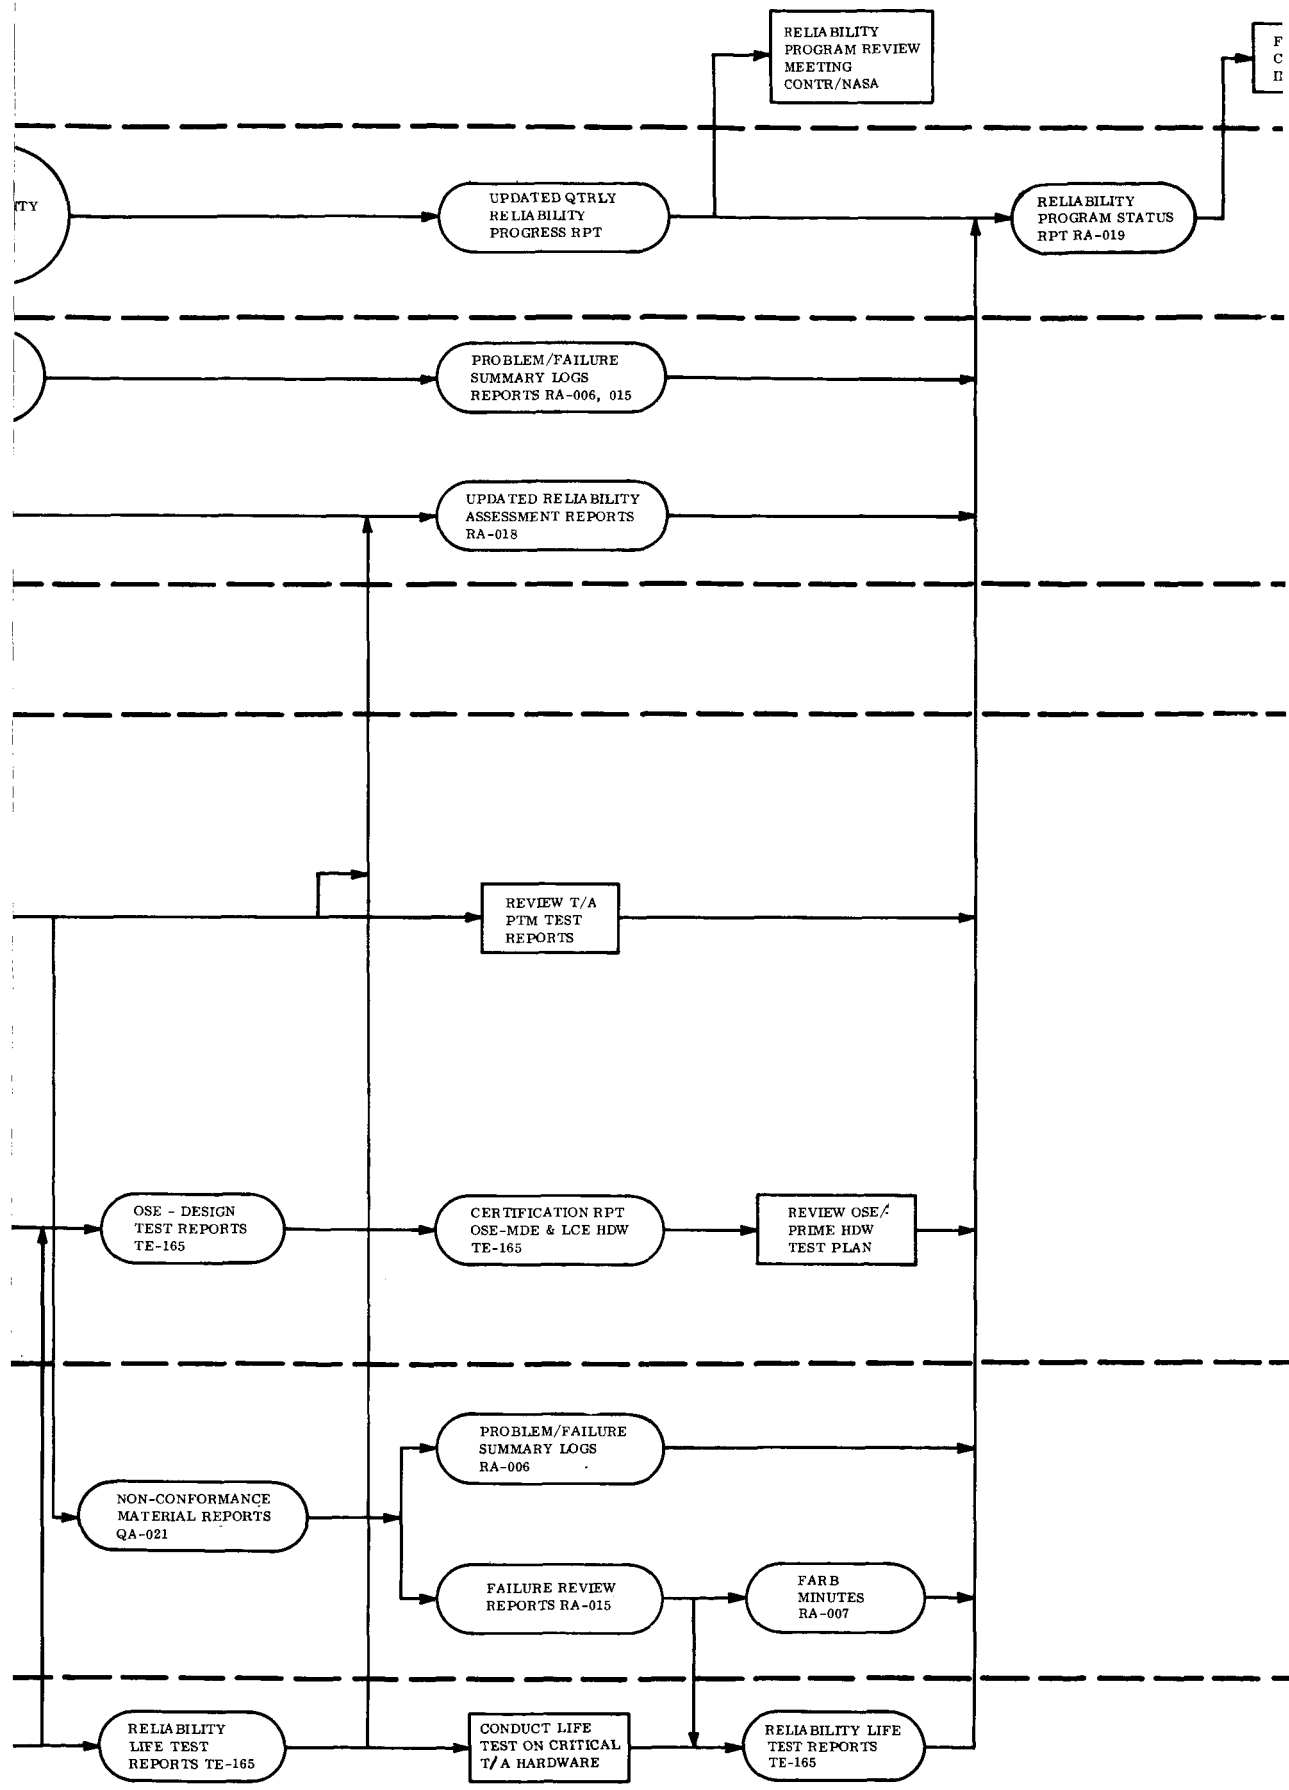 RELIABILITY
PROGRAM REVIEW
MEETING
CONTR/NASA
F
C
ITY
UPDATED QTRLY
RELIABILITY
PROGRESS RPT
RELIABILITY
PROGRAM STATUS
RPT RA-019
PROBLEM/FAILURE
SUMMARY LOGS
REPORTS RA-006, 015
UPDATED RELIABILITY
ASSESSMENT REPORTS
RA-018
REVIEW T/A
PTM TEST
REPORTS
OSE - DESIGN
TEST REPORTS
TE-165
CERTIFICATION RPT
OSE-MDE & LCE HDW
TE-165
REVIEW OSE/
PRIME HDW
TEST PLAN
PROBLEM/FAILURE
SUMMARY LOGS
RA-006
NON-CONFORMANCE
MATERIAL REPORTS
QA-021
FAILURE REVIEW
REPORTS RA-015
FARB
MINUTES
RA-007
RELIABILITY
LIFE TEST
REPORTS TE-165
CONDUCT LIFE
TEST ON CRITICAL
T/A HARDWARE
RELIABILITY LIFE
TEST REPORTS
TE-165